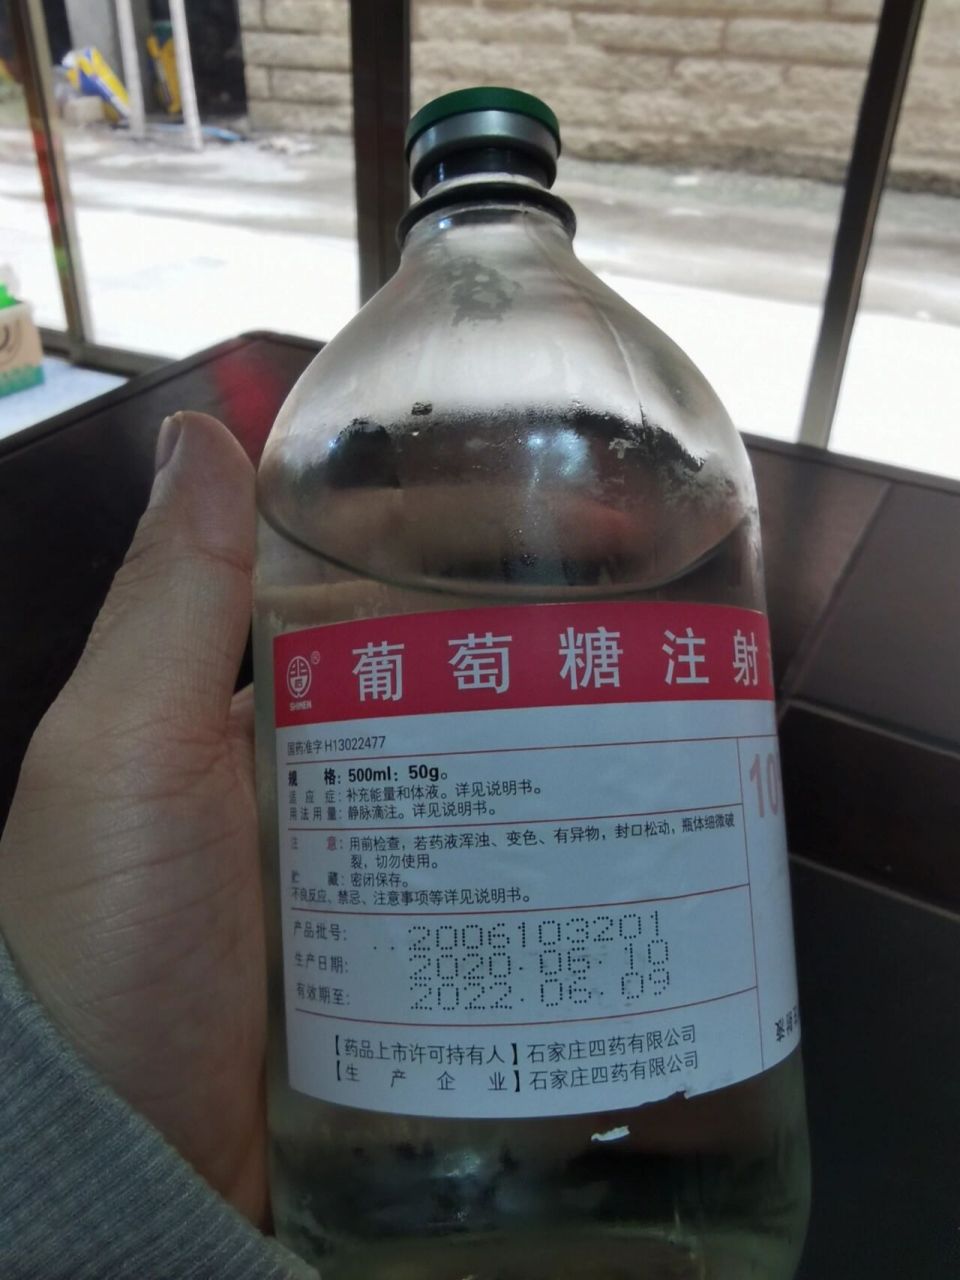 葡萄糖注射
®
SHIMEN
国药准字H13022477
规 格：500ml：50g。
适 应 症：补充能量和体液。详见说明书。
用法用量：静脉滴注。详见说明书。
10
注 意：用前检查，若药液浑浊、变色、有异物，封口松动，瓶体细微破
裂，切勿使用。
贮 藏：密闭保存。
不良反应、禁忌、注意事项等详见说明书。
产品批号：..2006103201
生产日期：2020.06.10
有效期至：2022.06.09
【药品上市许可持有人】石家庄四药有限公司
【生 产 企 业】石家庄四药有限公司